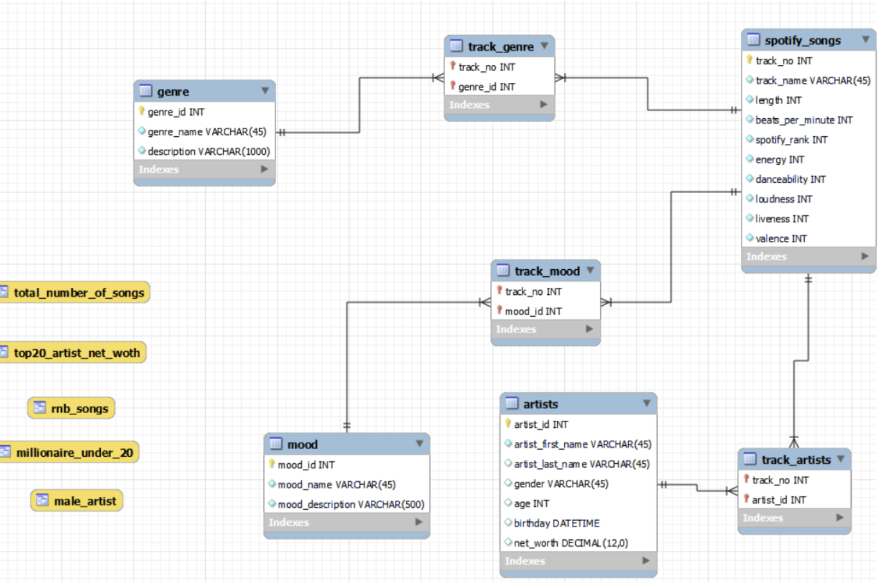 track_genre
track_no INT
genre_id INT
Indexes
spotify_songs
track_no INT
track_name VARCHAR(45)
length INT
beats_per_minute INT
spotify_rank INT
energy INT
danceability INT
loudness INT
liveness INT
valence INT
Indexes
genre
genre_id INT
genre_name VARCHAR(45)
description VARCHAR(1000)
Indexes
track_mood
track_no INT
mood_id INT
Indexes
total_number_of_songs
top20_artist_net_woth
rnb_songs
millionaire_under_20
male_artist
mood
mood_id INT
mood_name VARCHAR(45)
mood_description VARCHAR(500)
Indexes
artists
artist_id INT
artist_first_name VARCHAR(45)
artist_last_name VARCHAR(45)
gender VARCHAR(45)
age INT
birthday DATETIME
net_worth DECIMAL(12,0)
Indexes
track_artists
track_no INT
artist_id INT
Indexes